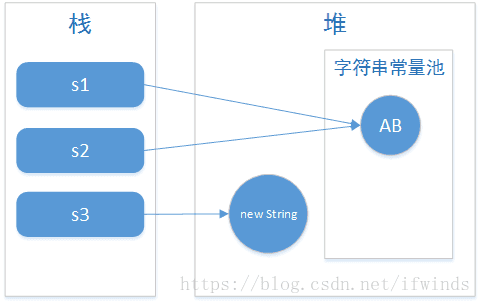 栈
堆
字符串常量池
s1
AB
s2
s3
new String
https://blog.csdn.net/ifwinds